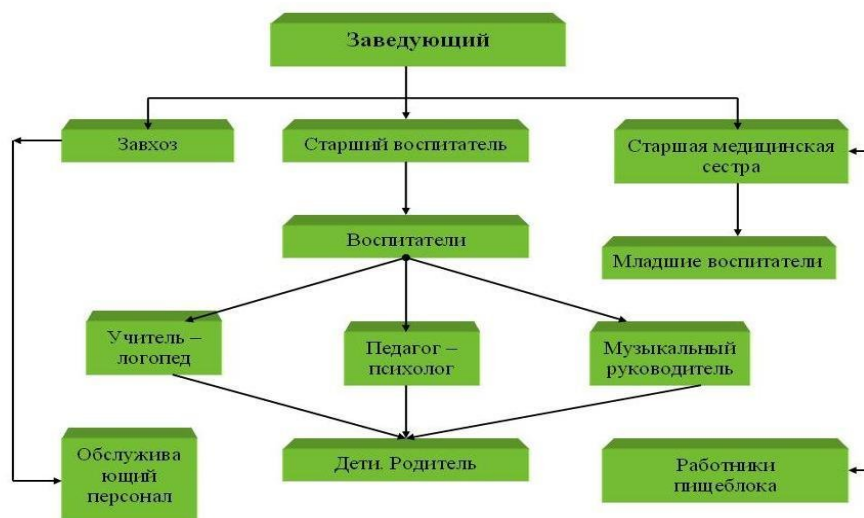 Заведующий
Завхоз
Старший воспитатель
Старшая медицинская
сестра
Воспитатели
Младшие воспитатели
Учитель –
логопед
Педагог –
психолог
Музыкальный
руководитель
Обслужива
ющий
персонал
Дети. Родитель
Работники
пищеблока